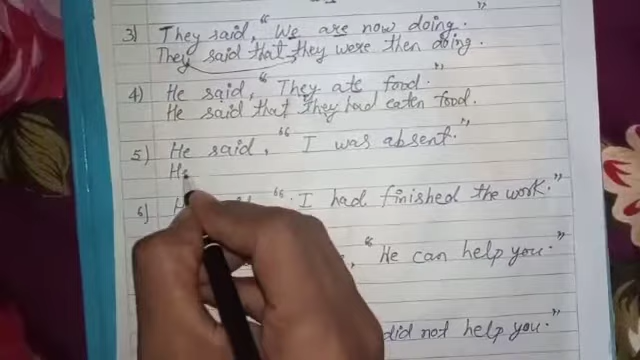 3) They said, "We are now doing."
They said that they were then doing.
4) He said, "They ate food."
He said that they had eaten food.
5) He said, "I was absent."
He
6) "I had finished the work."
, "He can help you."
did not help you."